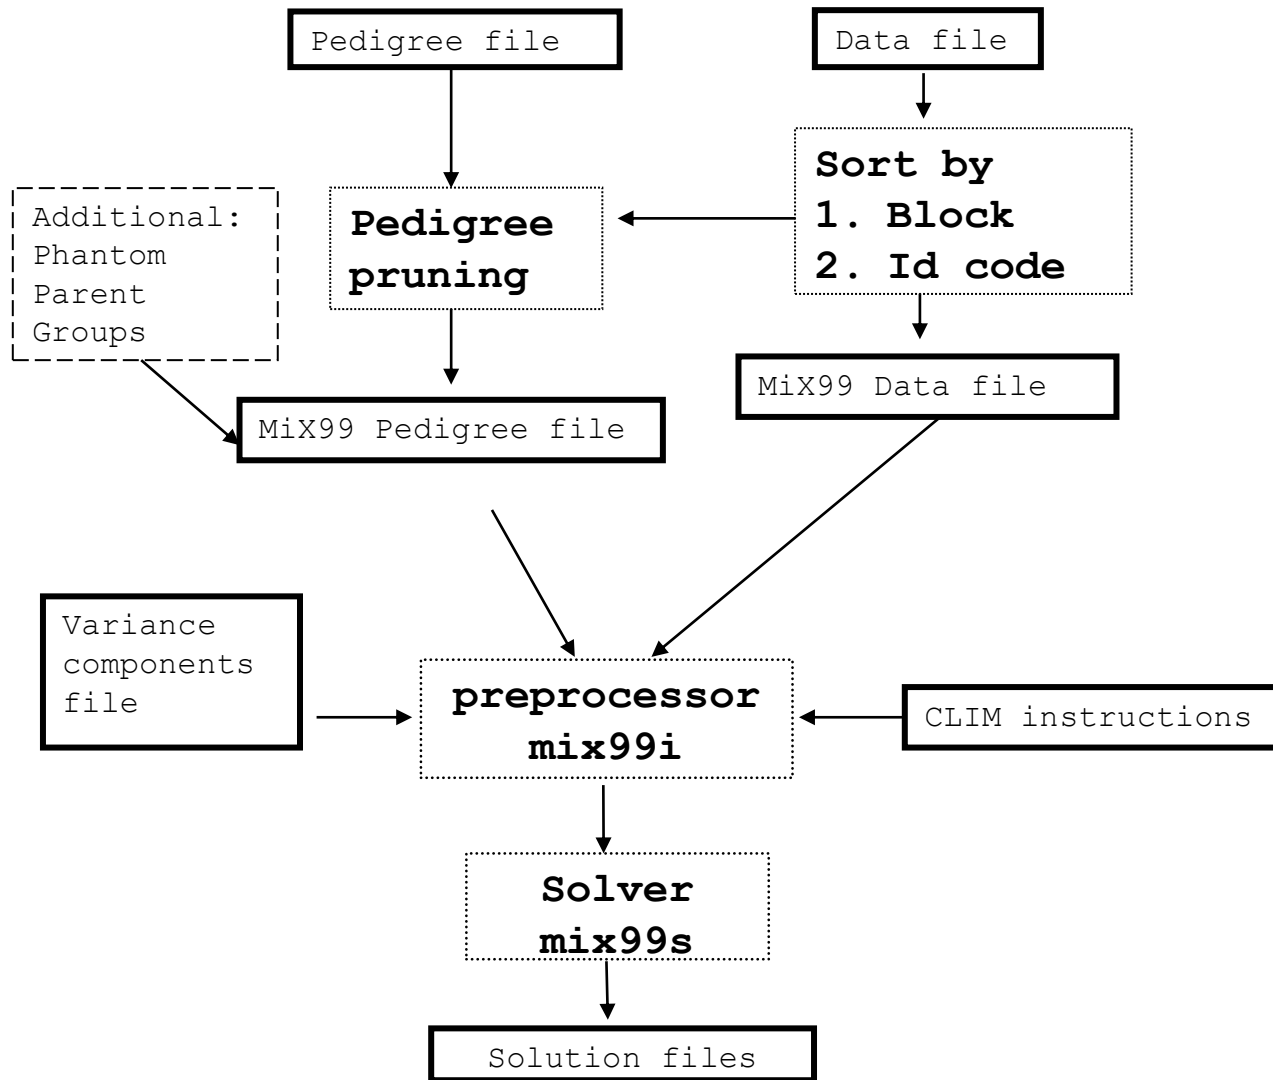 Pedigree file
Data file
Sort by
1. Block
2. Id code
Additional:
Phantom
Parent
Groups
Pedigree
pruning
MiX99 Data file
MiX99 Pedigree file
Variance
components
file
preprocessor
mix99i
CLIM instructions
Solver
mix99s
Solution files